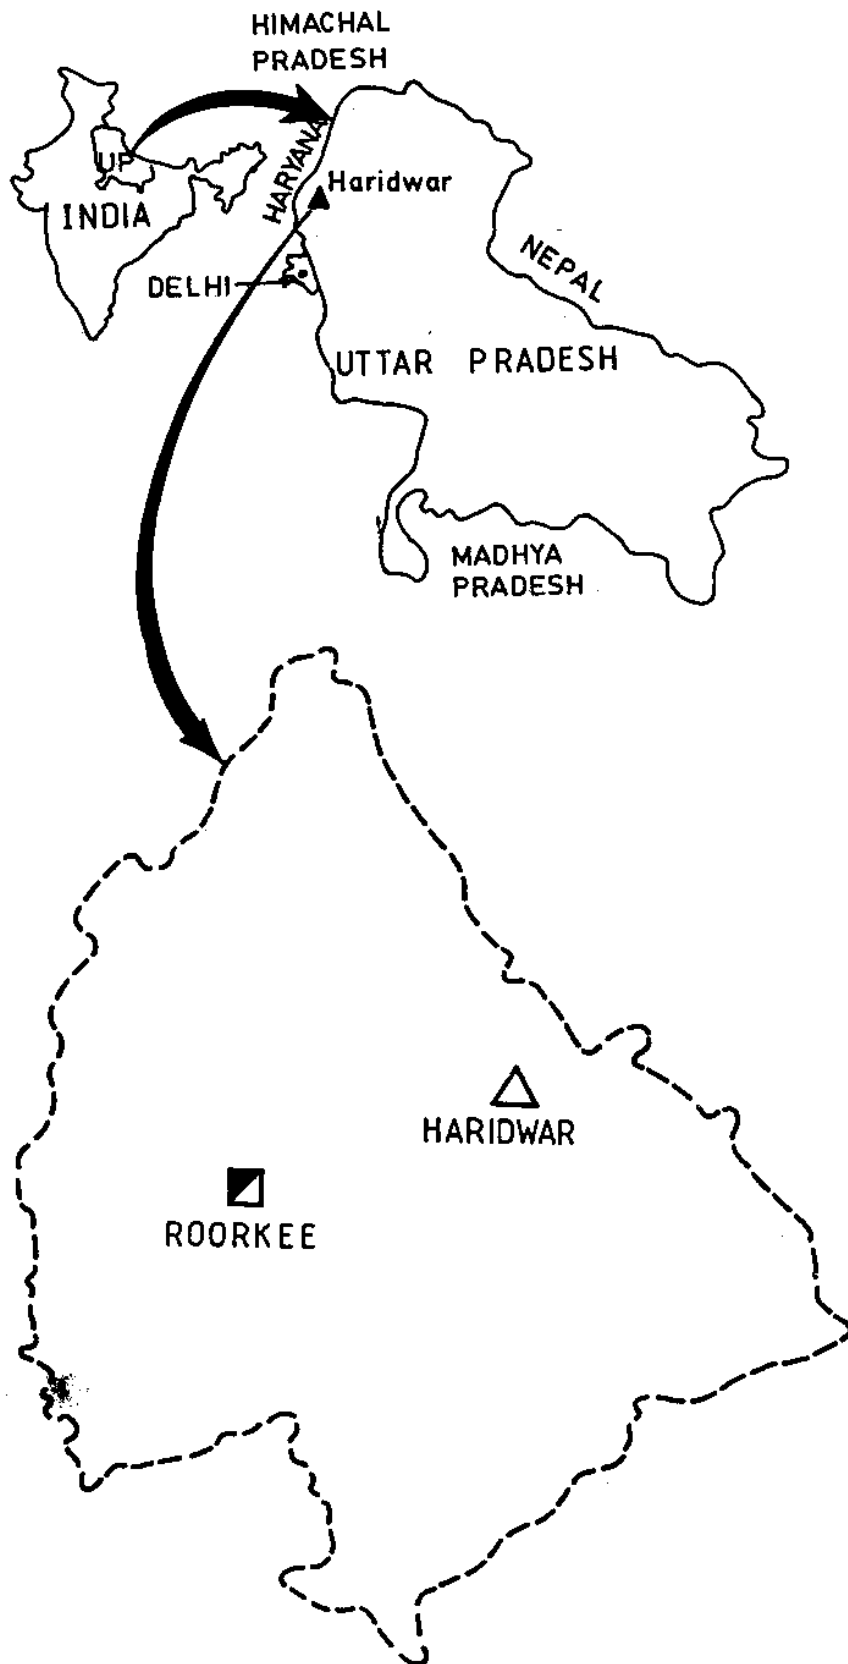 HIMACHAL
PRADESH
UP
INDIA
HARYANA
Haridwar
DELHI
NEPAL
UTTAR PRADESH
MADHYA
PRADESH
HARIDWAR
ROORKEE